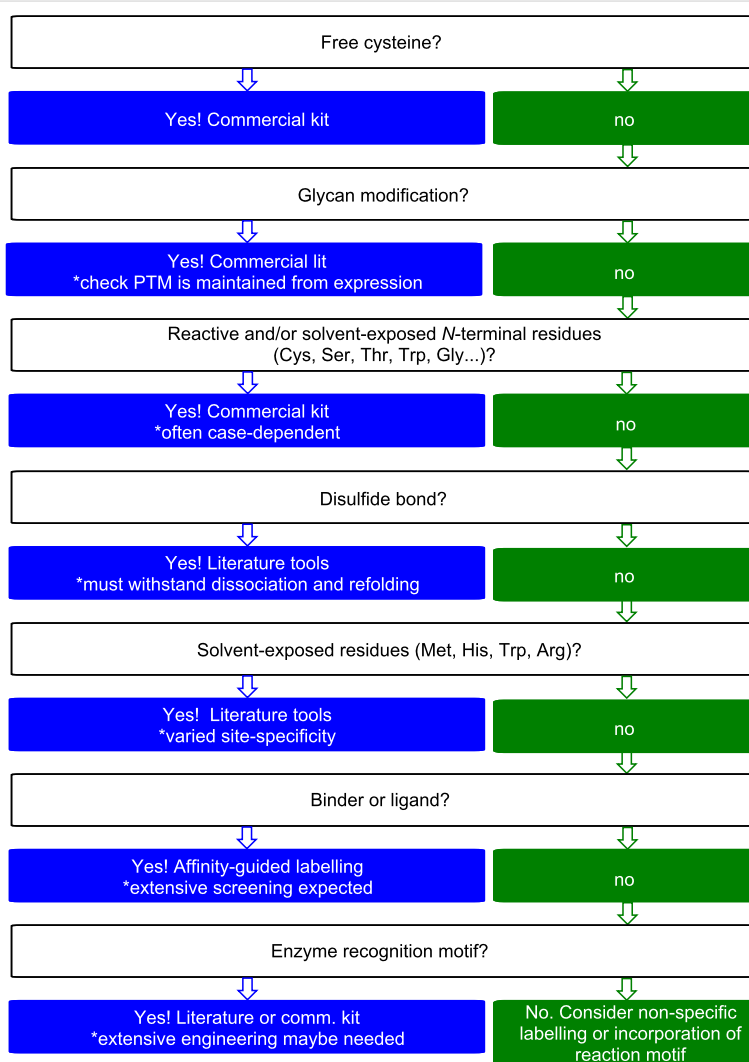 Free cysteine?
Yes! Commercial kit
no
Glycan modification?
Yes! Commercial lit
*check PTM is maintained from expression
no
Reactive and/or solvent-exposed N-terminal residues
(Cys, Ser, Thr, Trp, Gly...)?
Yes! Commercial kit
*often case-dependent
no
Disulfide bond?
Yes! Literature tools
*must withstand dissociation and refolding
no
Solvent-exposed residues (Met, His, Trp, Arg)?
Yes!  Literature tools
*varied site-specificity
no
Binder or ligand?
Yes! Affinity-guided labelling
*extensive screening expected
no
Enzyme recognition motif?
Yes! Literature or comm. kit
*extensive engineering maybe needed
No. Consider non-specific
labelling or incorporation of
reaction motif